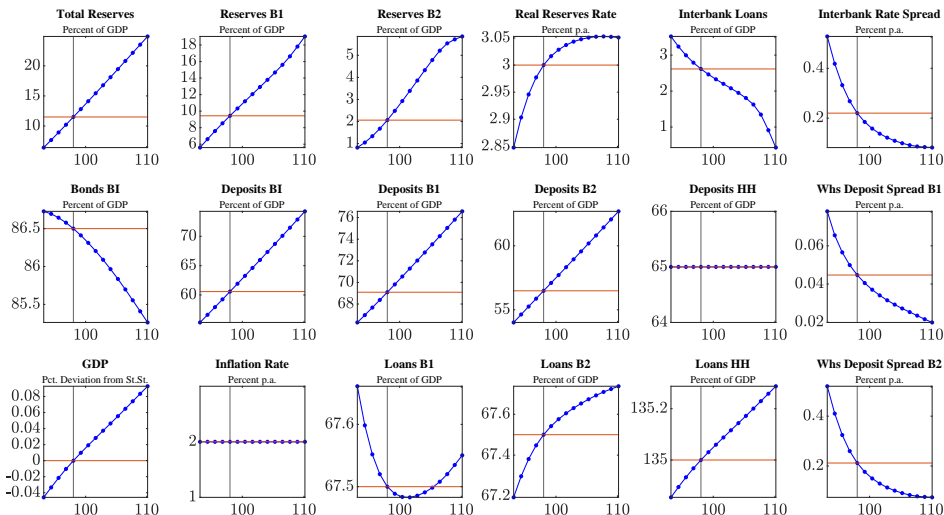 Total Reserves
Percent of GDP
20
15
10
100
110
Reserves B1
Percent of GDP
18
16
14
12
10
8
6
100
110
Reserves B2
Percent of GDP
5
4
3
2
1
100
110
Real Reserves Rate
Percent p.a.
3.05
3
2.95
2.9
2.85
100
110
Interbank Loans
Percent of GDP
3
2
1
100
110
Interbank Rate Spread
Percent p.a.
0.4
0.2
100
110
Bonds BI
Percent of GDP
86.5
86
85.5
100
110
Deposits BI
Percent of GDP
70
65
60
100
110
Deposits B1
Percent of GDP
76
74
72
70
68
100
110
Deposits B2
Percent of GDP
60
55
100
110
Deposits HH
Percent of GDP
66
65
64
100
110
Whs Deposit Spread B1
Percent p.a.
0.06
0.04
0.02
100
110
GDP
Pct. Deviation from St.St.
0.08
0.06
0.04
0.02
0
-0.02
-0.04
100
110
Inflation Rate
Percent p.a.
3
2
1
100
110
Loans B1
Percent of GDP
67.6
67.5
100
110
Loans B2
Percent of GDP
67.6
67.4
67.2
100
110
Loans HH
Percent of GDP
135.2
135
100
110
Whs Deposit Spread B2
Percent p.a.
0.4
0.2
100
110